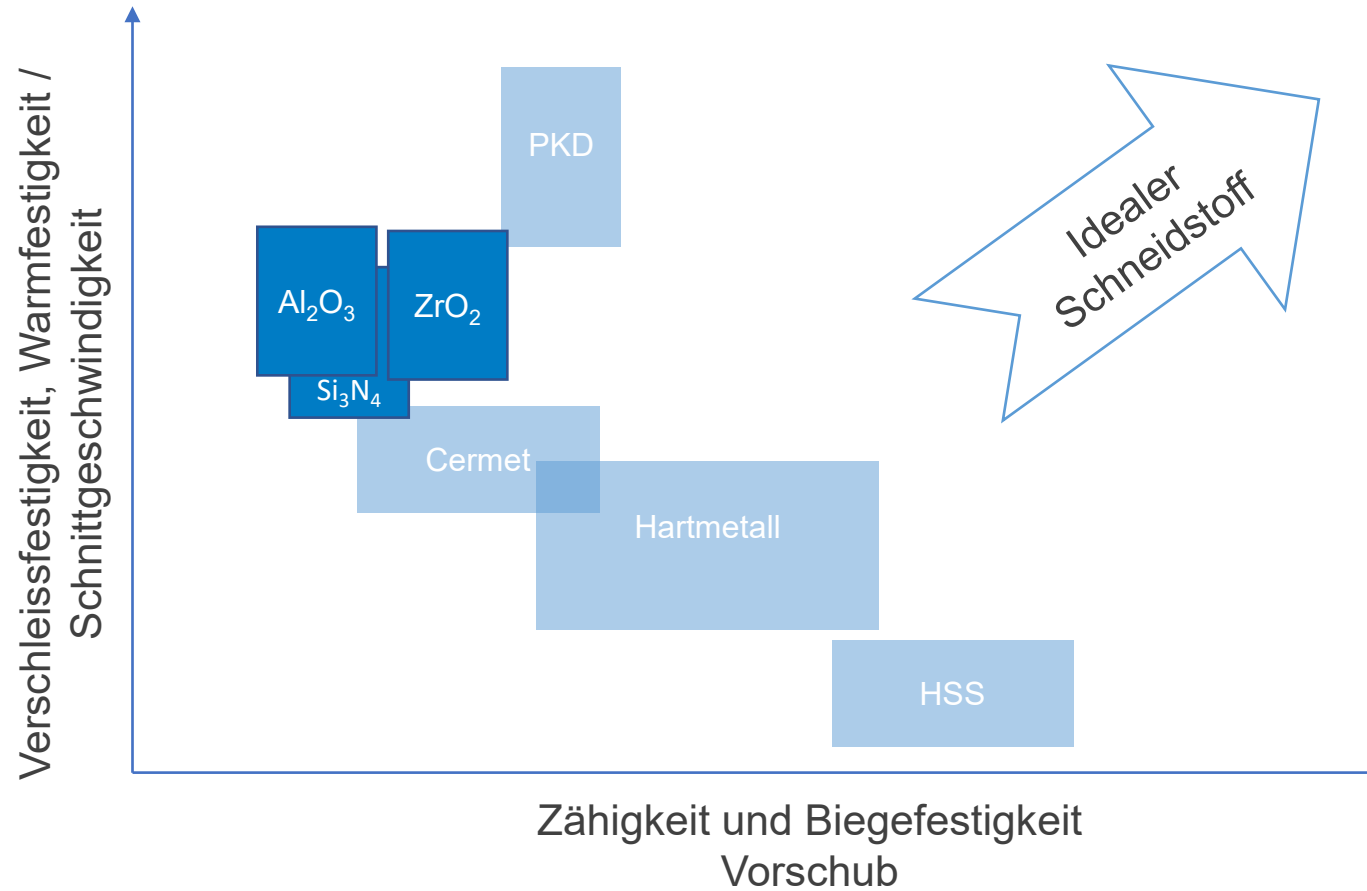 Verschleissfestigkeit, Warmfestigkeit /
Schnittgeschwindigkeit
PKD
Idealer
Schneidstoff
Al₂O₃
ZrO₂
Si₃N₄
Cermet
Hartmetall
HSS
Zähigkeit und Biegefestigkeit
Vorschub